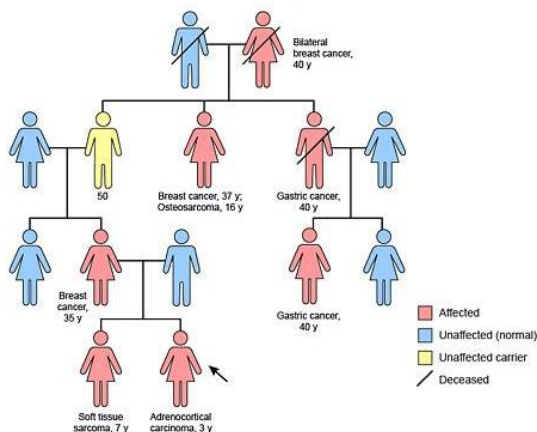 Bilateral
breast cancer,
40 y
50
Breast cancer, 37 y;
Osteosarcoma, 16 y
Gastric cancer,
40 y
Breast
cancer,
35 y
Gastric cancer,
40 y
Affected
Unaffected (normal)
Unaffected carrier
Deceased
Soft tissue
sarcoma, 7 y
Adrenocortical
carcinoma, 3 y